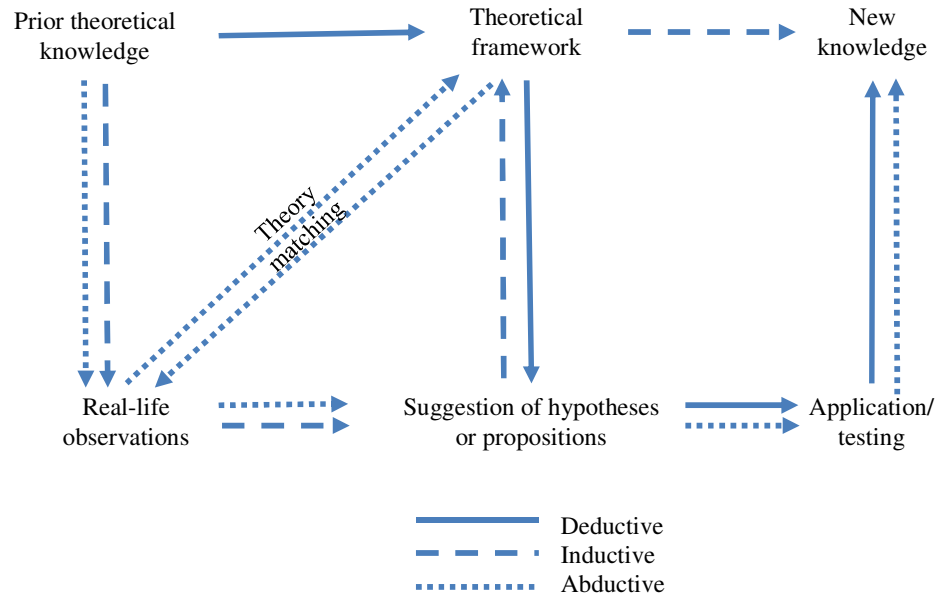 Prior theoretical
knowledge
Theoretical
framework
New
knowledge
Theory
matching
Real-life
observations
Suggestion of hypotheses
or propositions
Application/
testing
Deductive
Inductive
Abductive